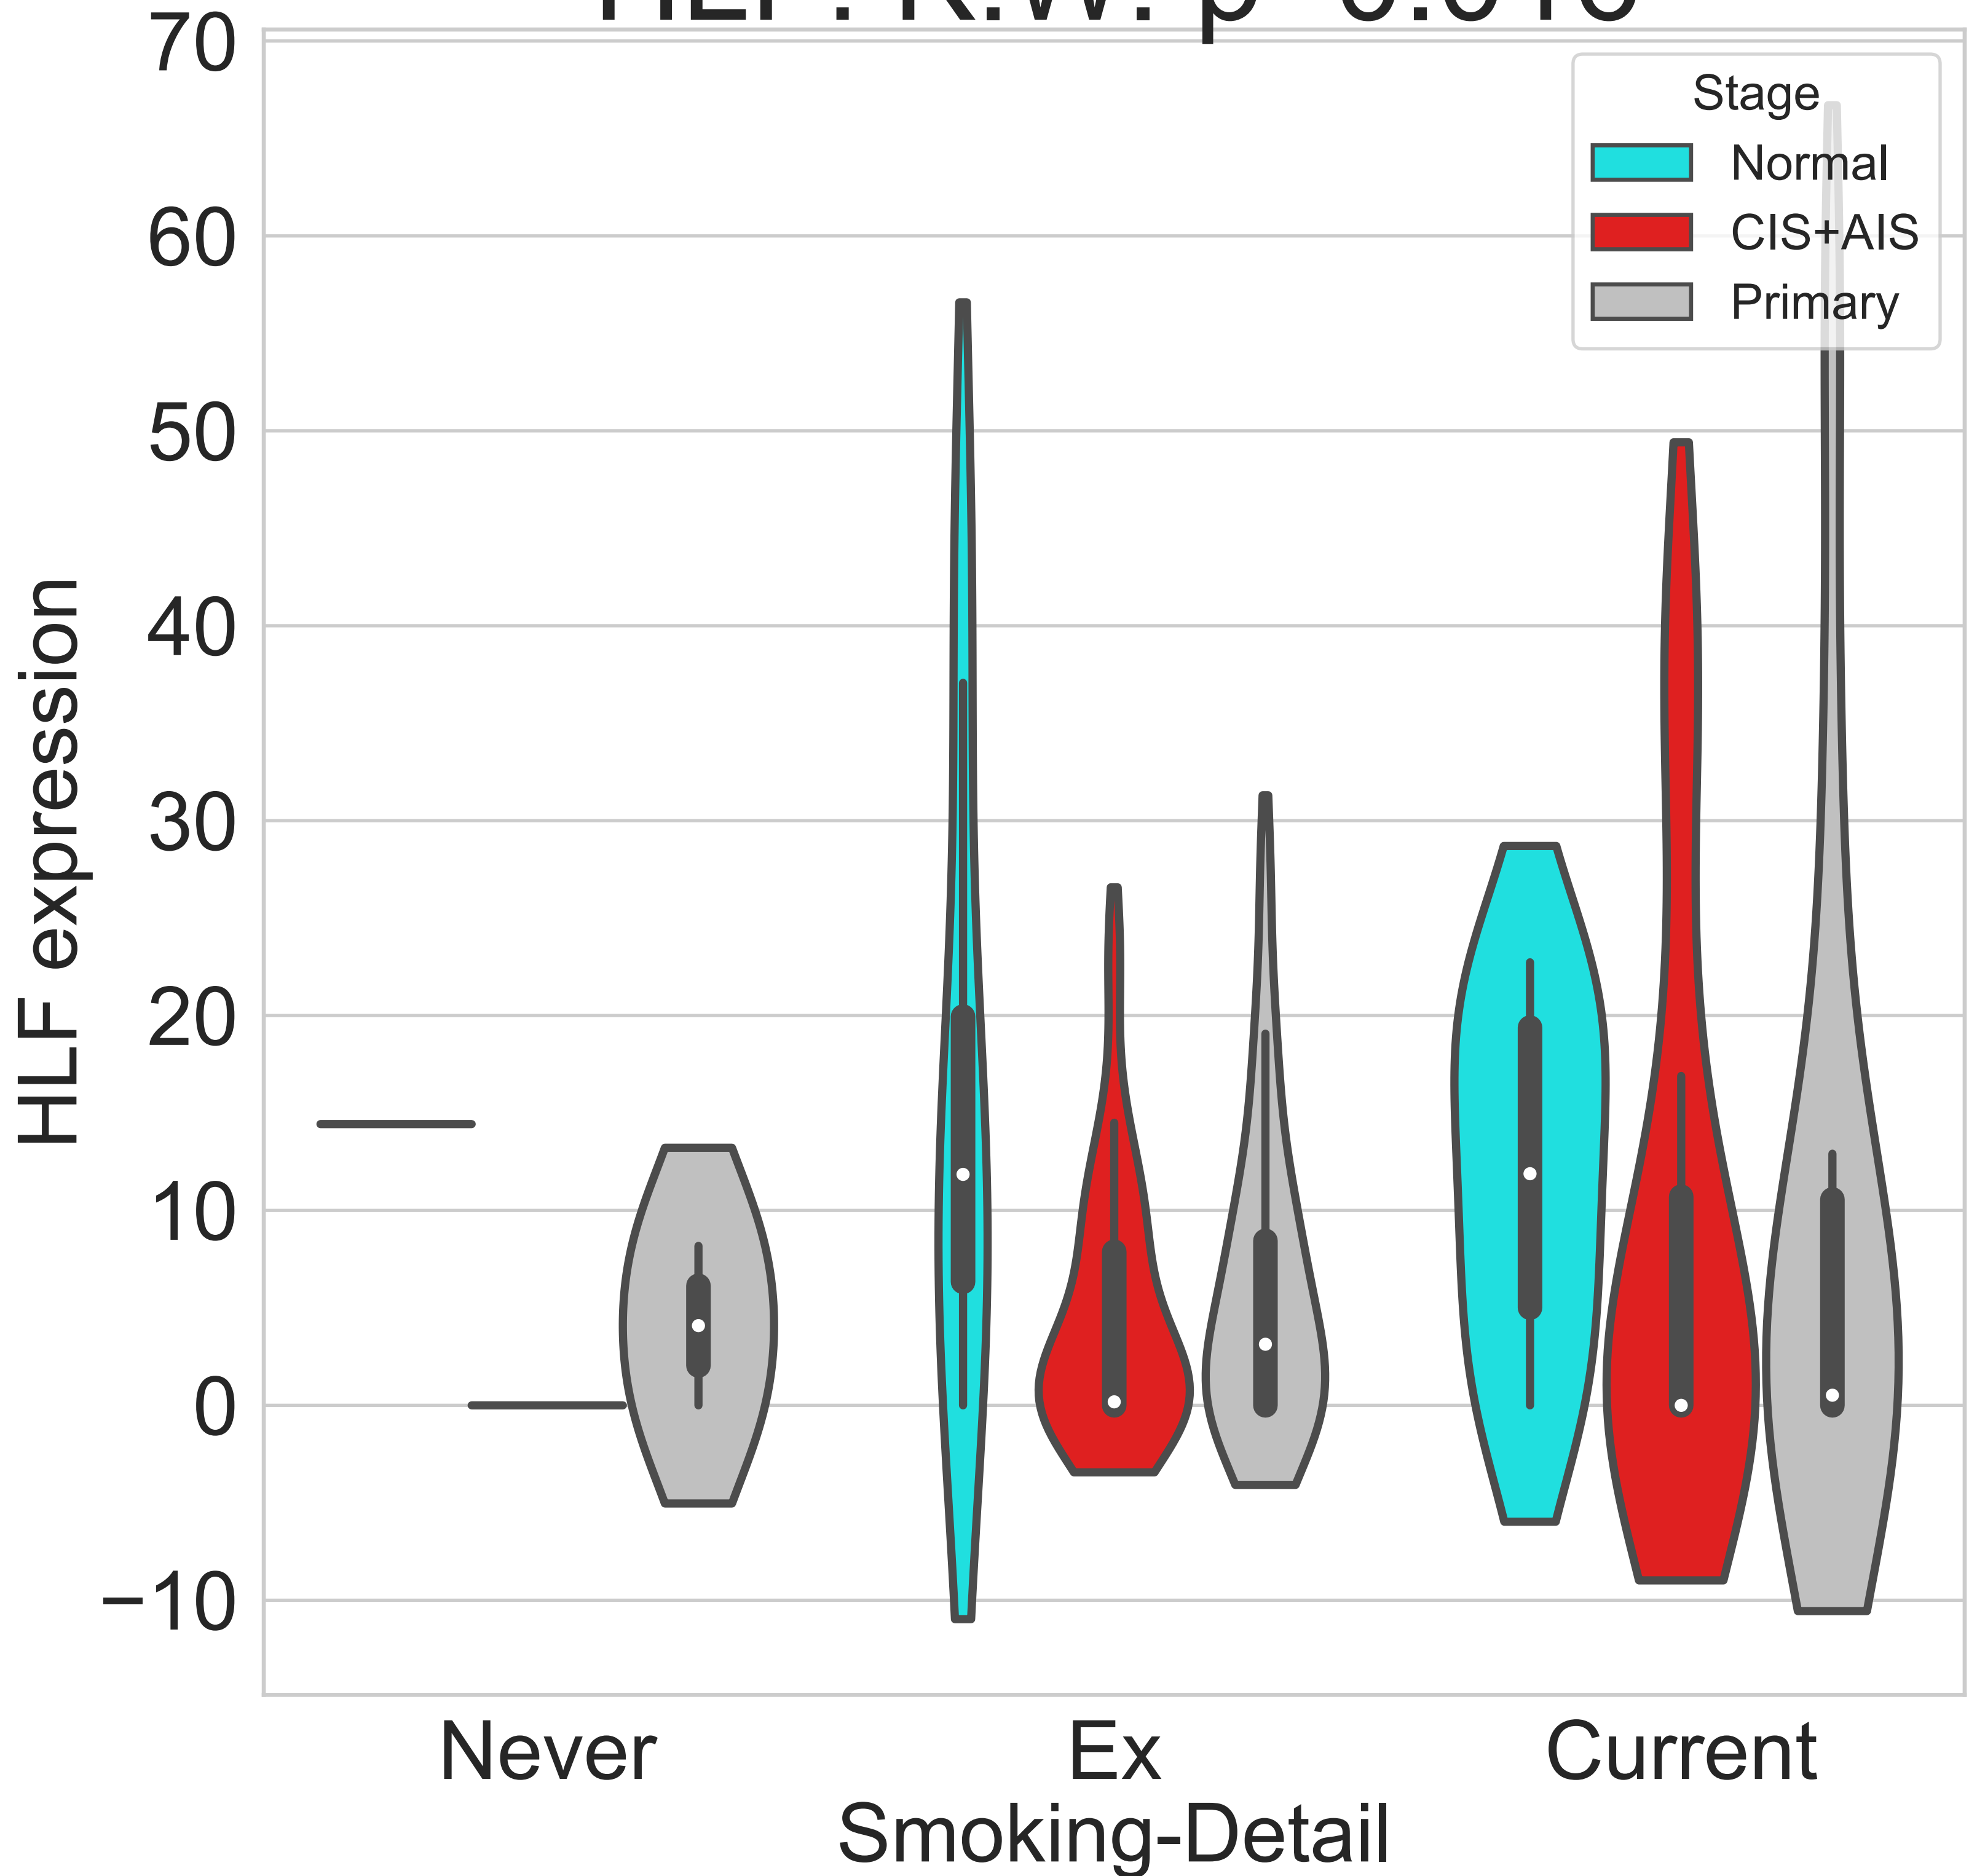 70
60
50
40
30
20
10
0
−10
HLF expression
Stage
Normal
CIS+AIS
Primary
Never
Ex
Current
Smoking-Detail